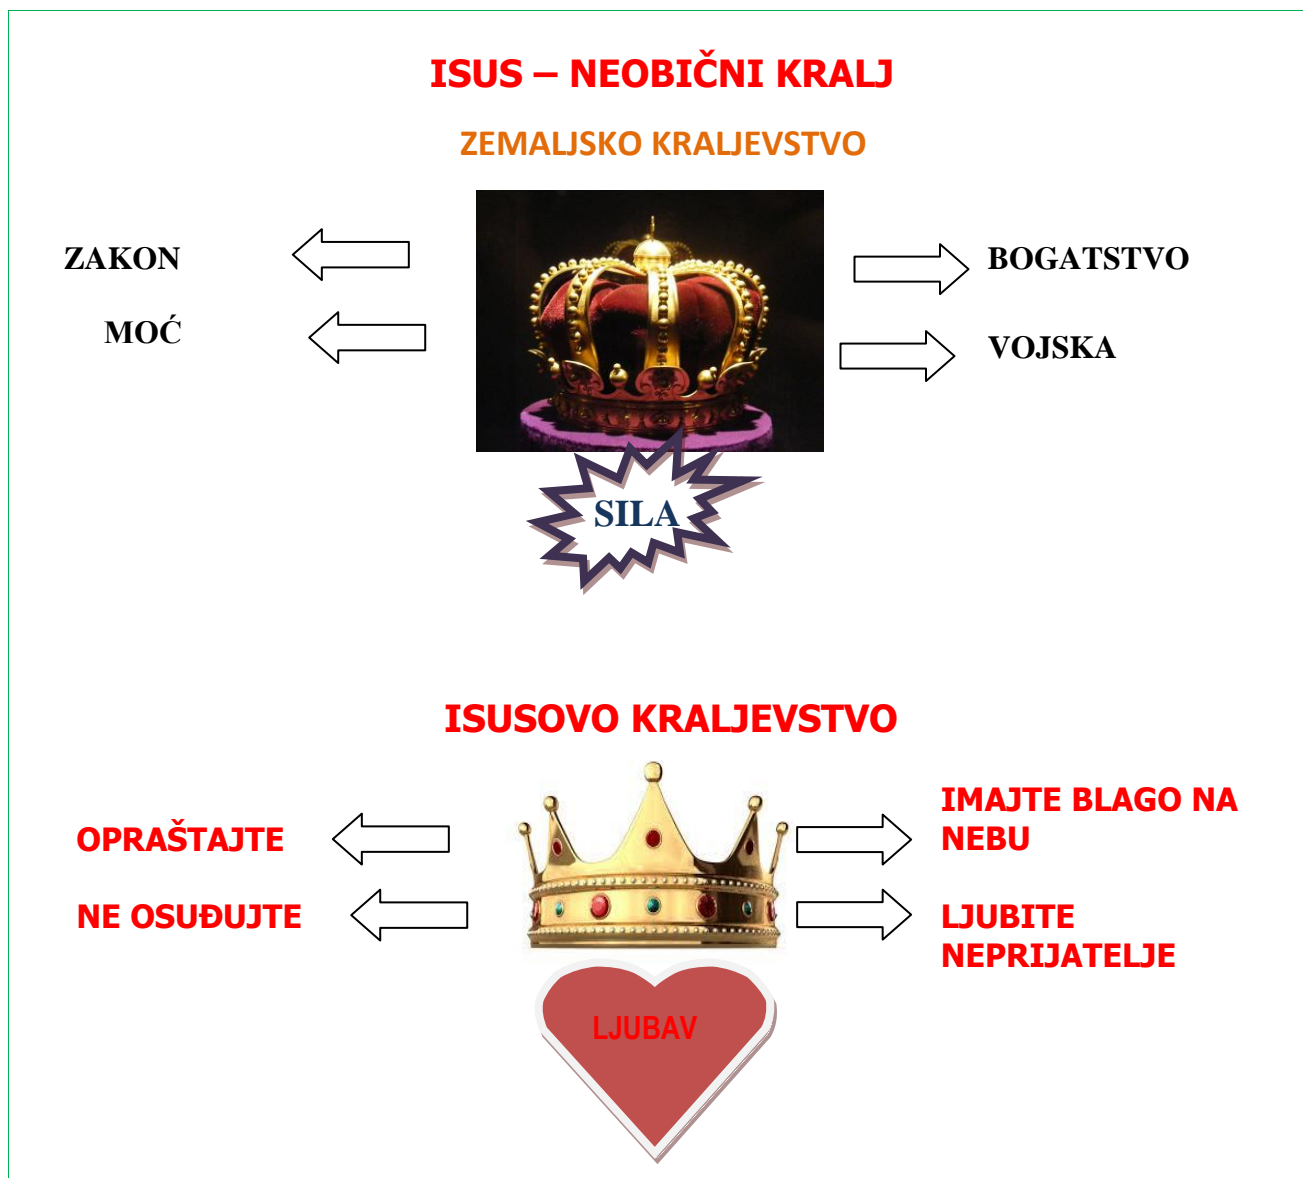 ISUS – NEOBIČNI KRALJ
ZEMALJSKO KRALJEVSTVO
ZAKON
BOGATSTVO
MOĆ
VOJSKA
SILA
ISUSOVO KRALJEVSTVO
OPRAŠTAJTE
IMAJTE BLAGO NA
NEBU
NE OSUĐUJTE
LJUBITE
NEPRIJATELJE
LJUBAV